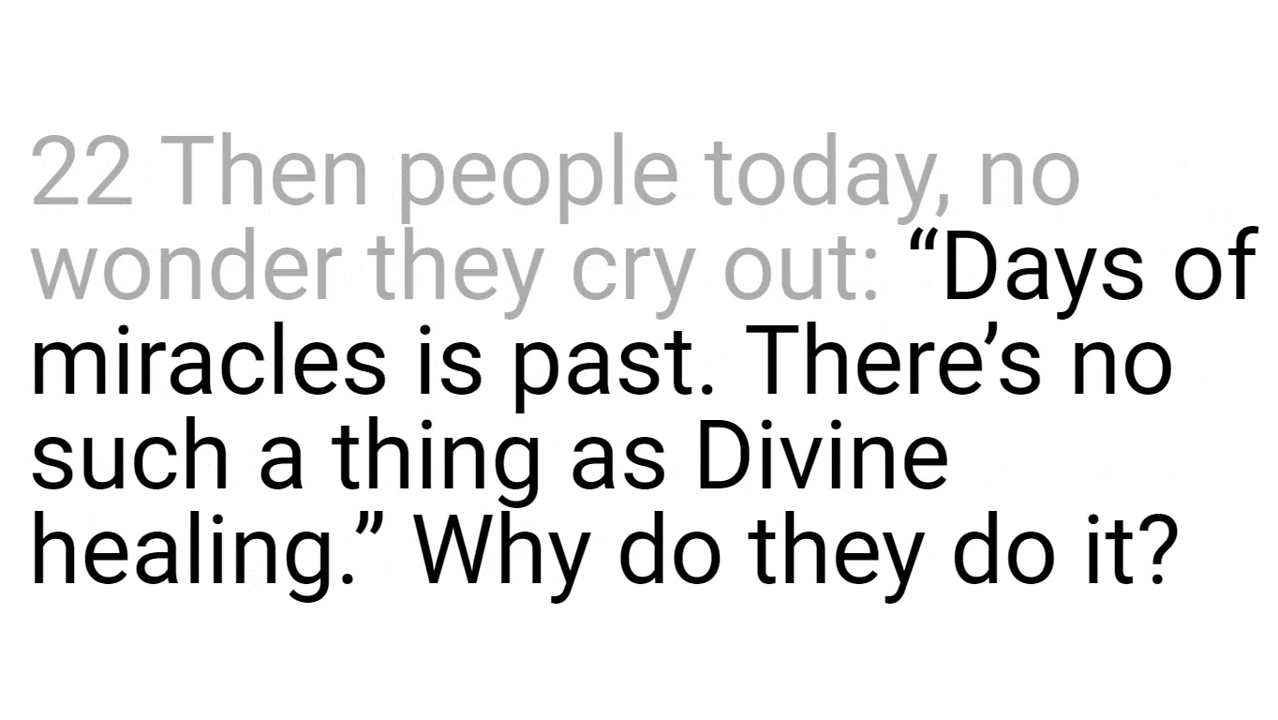 22 Then people today, no
wonder they cry out: “Days of
miracles is past. There’s no
such a thing as Divine
healing.” Why do they do it?